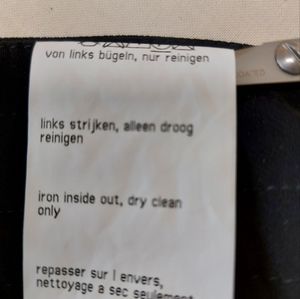 von links bügeln, nur reinigen
links strijken, alleen droog
reinigen
iron inside out, dry clean
only
repasser sur l envers,
nettoyage a sec seulement